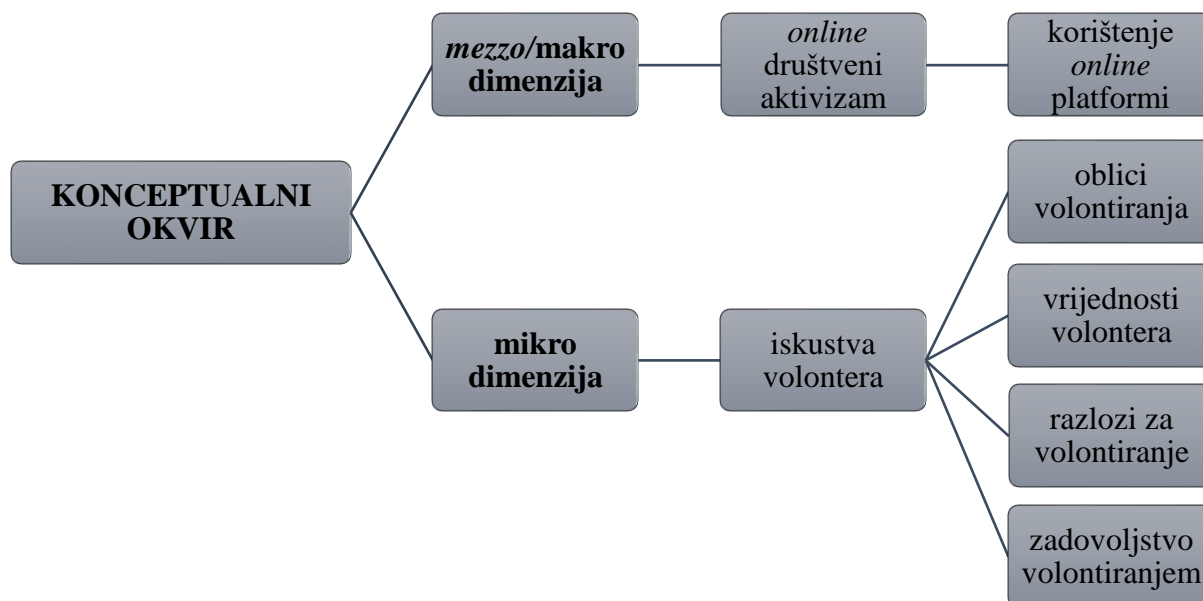 KONCEPTUALNI
OKVIR
mezzo/makro
dimenzija
online
društveni
aktivizam
korištenje
online
platformi
mikro
dimenzija
iskustva
volontera
oblici
volontiranja
vrijednosti
volontera
razlozi za
volontiranje
zadovoljstvo
volontiranjem